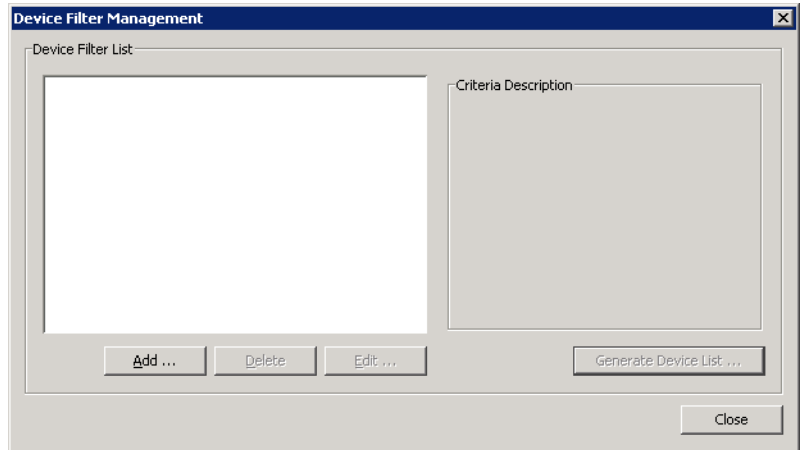 Device Filter Management
Device Filter List
Criteria Description
Add ... Delete Edit ... Generate Device List ...
Close